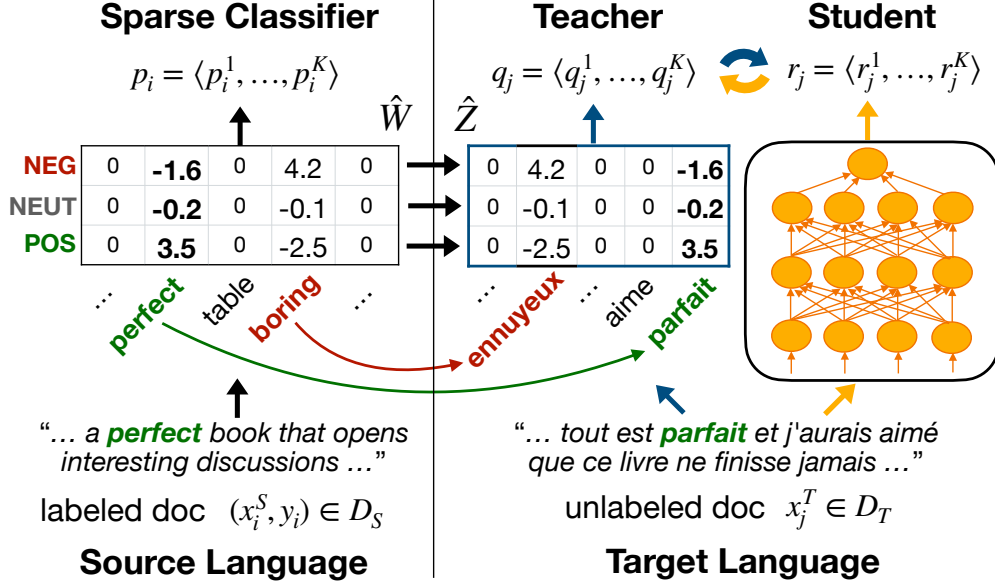 Sparse Classifier
Teacher
Student
p_i = ⟨p_i^1, …, p_i^K⟩
q_j = ⟨q_j^1, …, q_j^K⟩
r_j = ⟨r_j^1, …, r_j^K⟩
Ŵ
Ẑ
NEG 0 -1.6 0 4.2 0
NEUT 0 -0.2 0 -0.1 0
POS 0 3.5 0 -2.5 0
... perfect table boring ...
0 4.2 0 0 -1.6
0 -0.1 0 0 -0.2
0 -2.5 0 0 3.5
... ennuyeux ... aime parfait
“... a perfect book that opens
interesting discussions ...”
labeled doc (x_i^S, y_i) ∈ D_S
Source Language
“... tout est parfait et j'aurais aimé
que ce livre ne finisse jamais ...”
unlabeled doc x_j^T ∈ D_T
Target Language